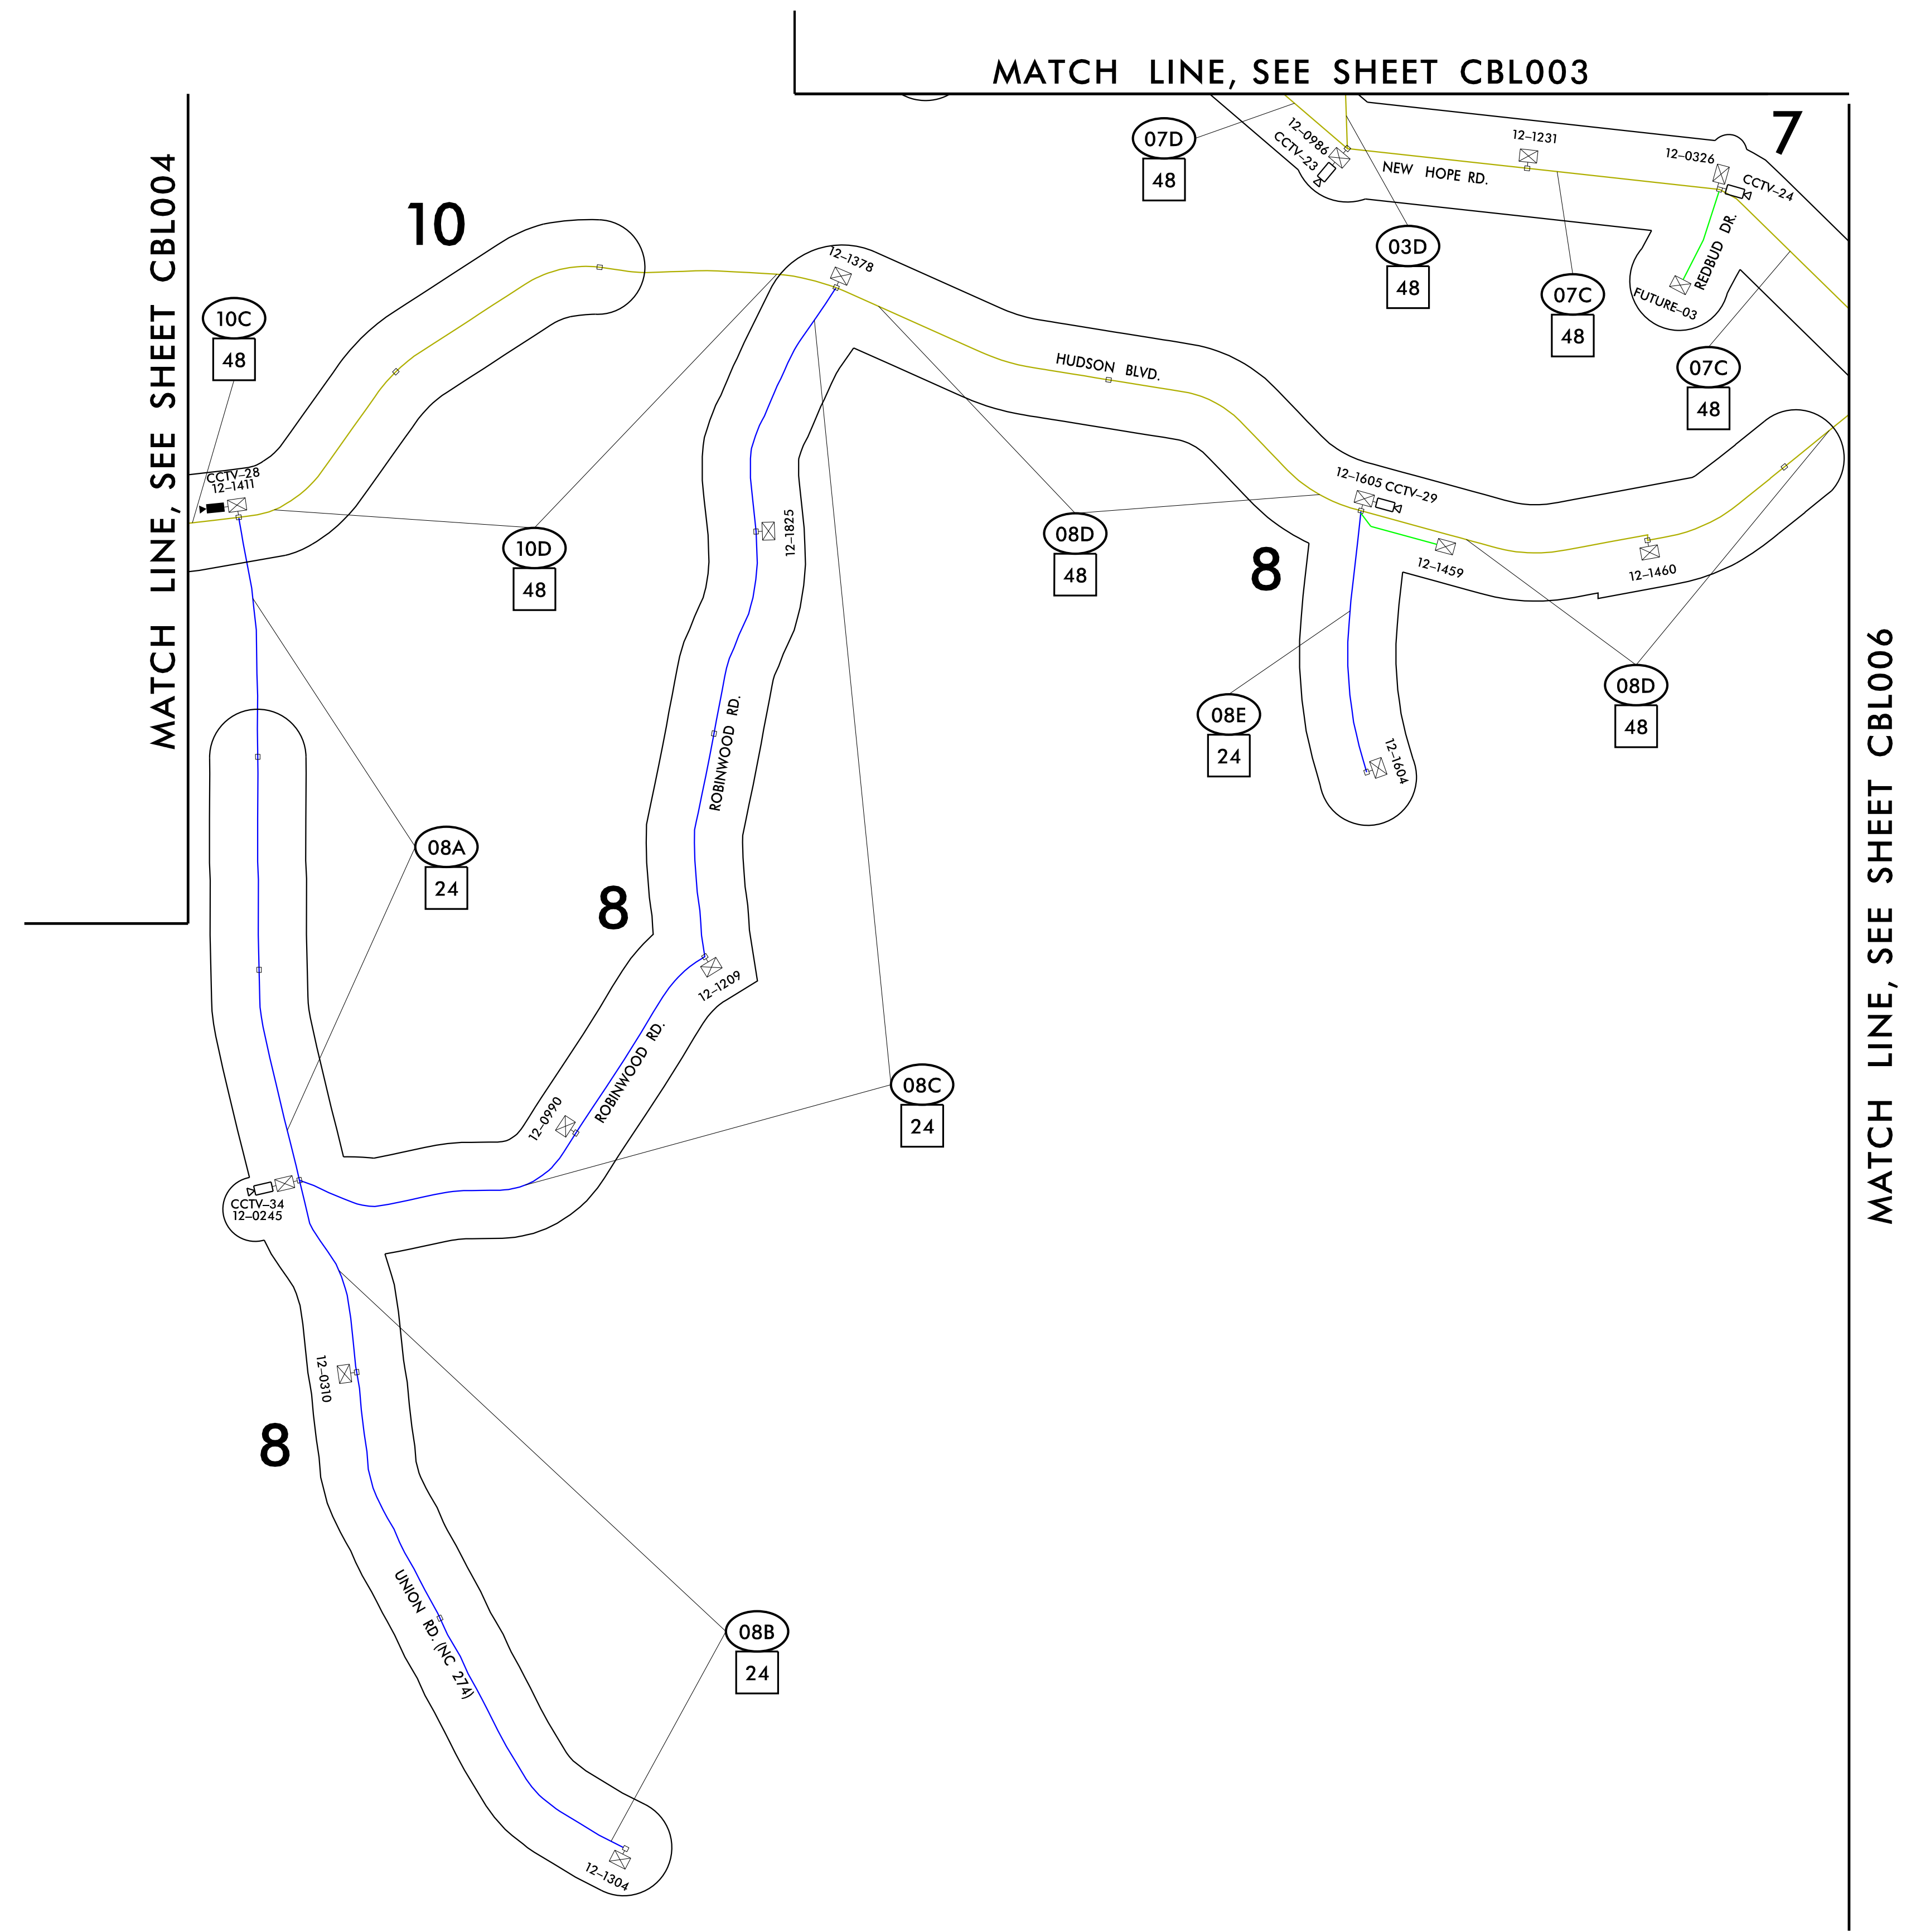 MATCH LINE, SEE SHEET CBL003
MATCH LINE, SEE SHEET CBL004
MATCH LINE, SEE SHEET CBL006
7
07D
48
12-0986
CCTV-23
12-1231
NEW HOPE RD.
12-0326
CCTV-24
REDBUD DR.
FUTURE-03
03D
48
07C
48
07C
48
10
10C
48
CCTV-28
12-1411
12-1378
HUDSON BLVD.
10D
48
12-1825
08D
48
12-1605 CCTV-29
12-1459
12-1460
8
08D
48
08E
24
12-1604
ROBINWOOD RD.
08A
24
8
12-1209
ROBINWOOD RD.
12-0990
08C
24
CCTV-34
12-0245
12-0310
8
UNION RD. (NC 274)
08B
24
12-1304